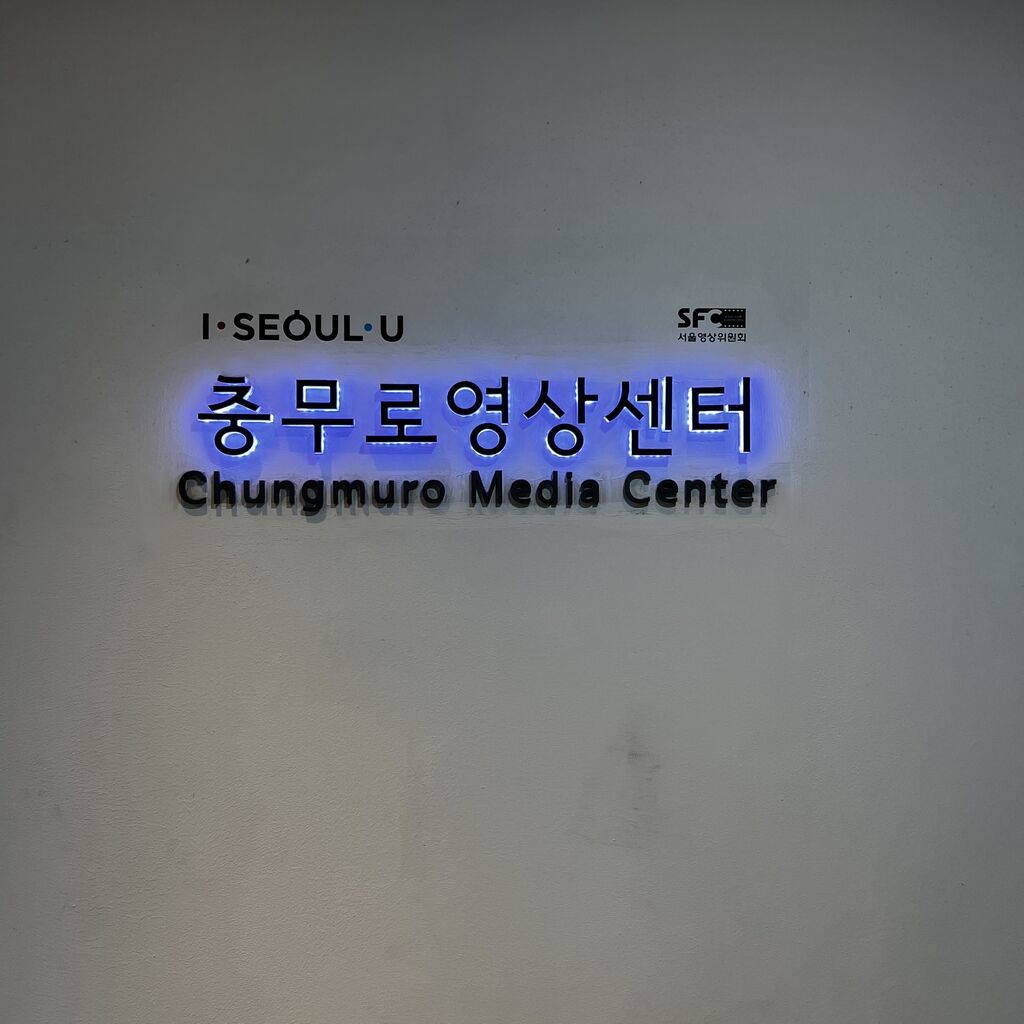 I·SEOUL·U
SFC
서울영상위원회
충무로영상센터
Chungmuro Media Center